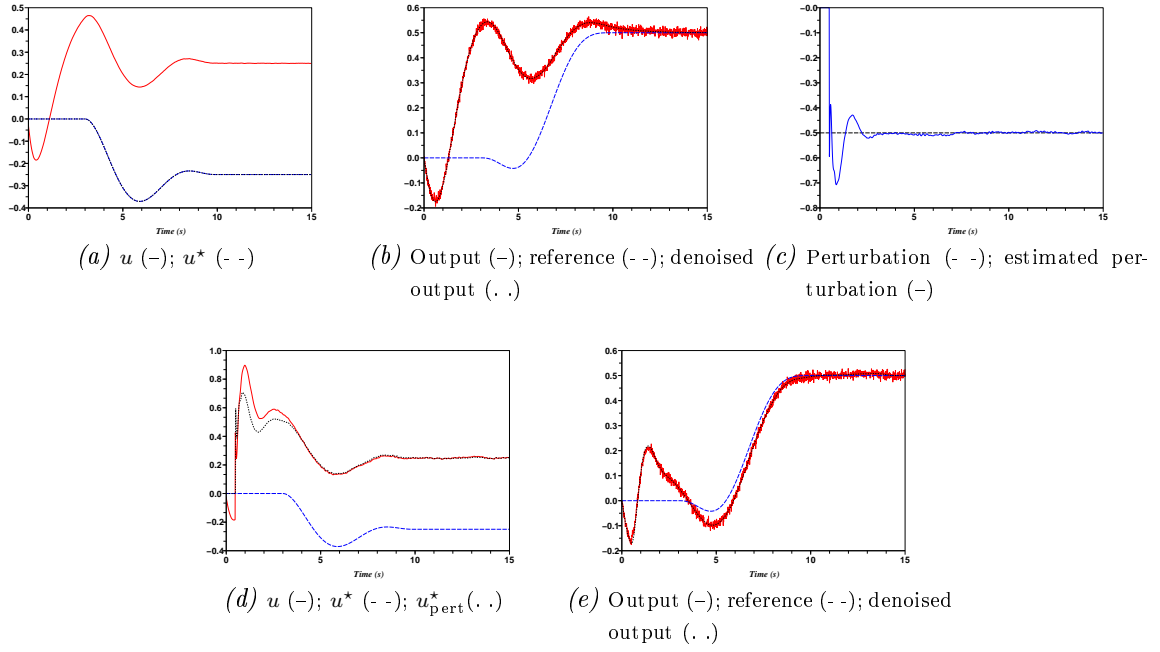 0.5
0.4
0.3
0.2
0.1
0.0
−0.1
−0.2
−0.3
−0.4
0 5 10 15
Time (s)
(a) u (–); u⋆ (- -)
0.6
0.5
0.4
0.3
0.2
0.1
0.0
−0.1
−0.2
0 5 10 15
Time (s)
(b) Output (–); reference (- -); denoised
output (. .)
−0.0
−0.1
−0.2
−0.3
−0.4
−0.5
−0.6
−0.7
−0.8
0 5 10 15
Time (s)
(c) Perturbation (- -); estimated per-
turbation (–)
1.0
0.8
0.6
0.4
0.2
0.0
−0.2
−0.4
0 5 10 15
Time (s)
(d) u (–); u⋆ (- -); u⋆pert(. .)
0.6
0.5
0.4
0.3
0.2
0.1
0.0
−0.1
−0.2
0 5 10 15
Time (s)
(e) Output (–); reference (- -); denoised
output (. .)